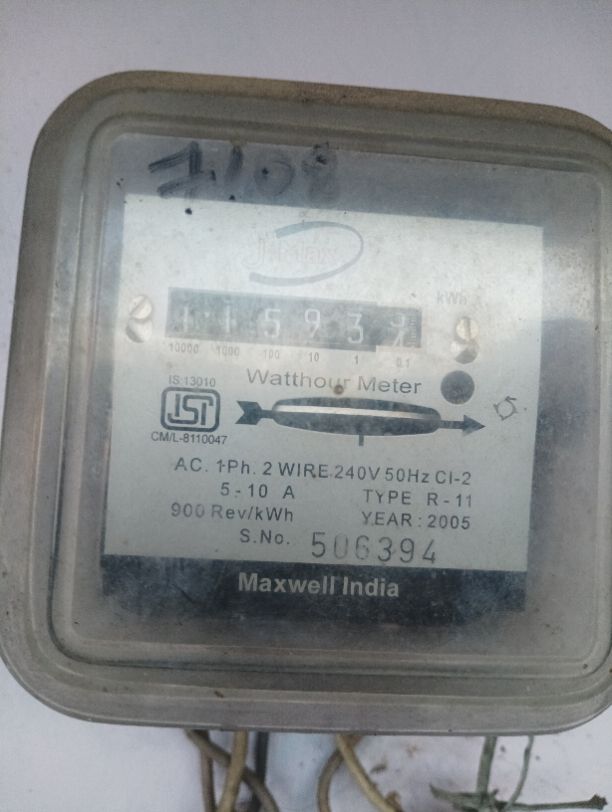 7108
kWh
1 1 5 9 3
10000 1000 100 10 1 0.1
Watthour Meter
IS:13010
ISI
CM/L-8110047
AC. 1Ph. 2 WIRE 240V 50Hz Cl-2
5-10 A TYPE R-11
900 Rev/kWh YEAR: 2005
S.No. 506394
Maxwell India